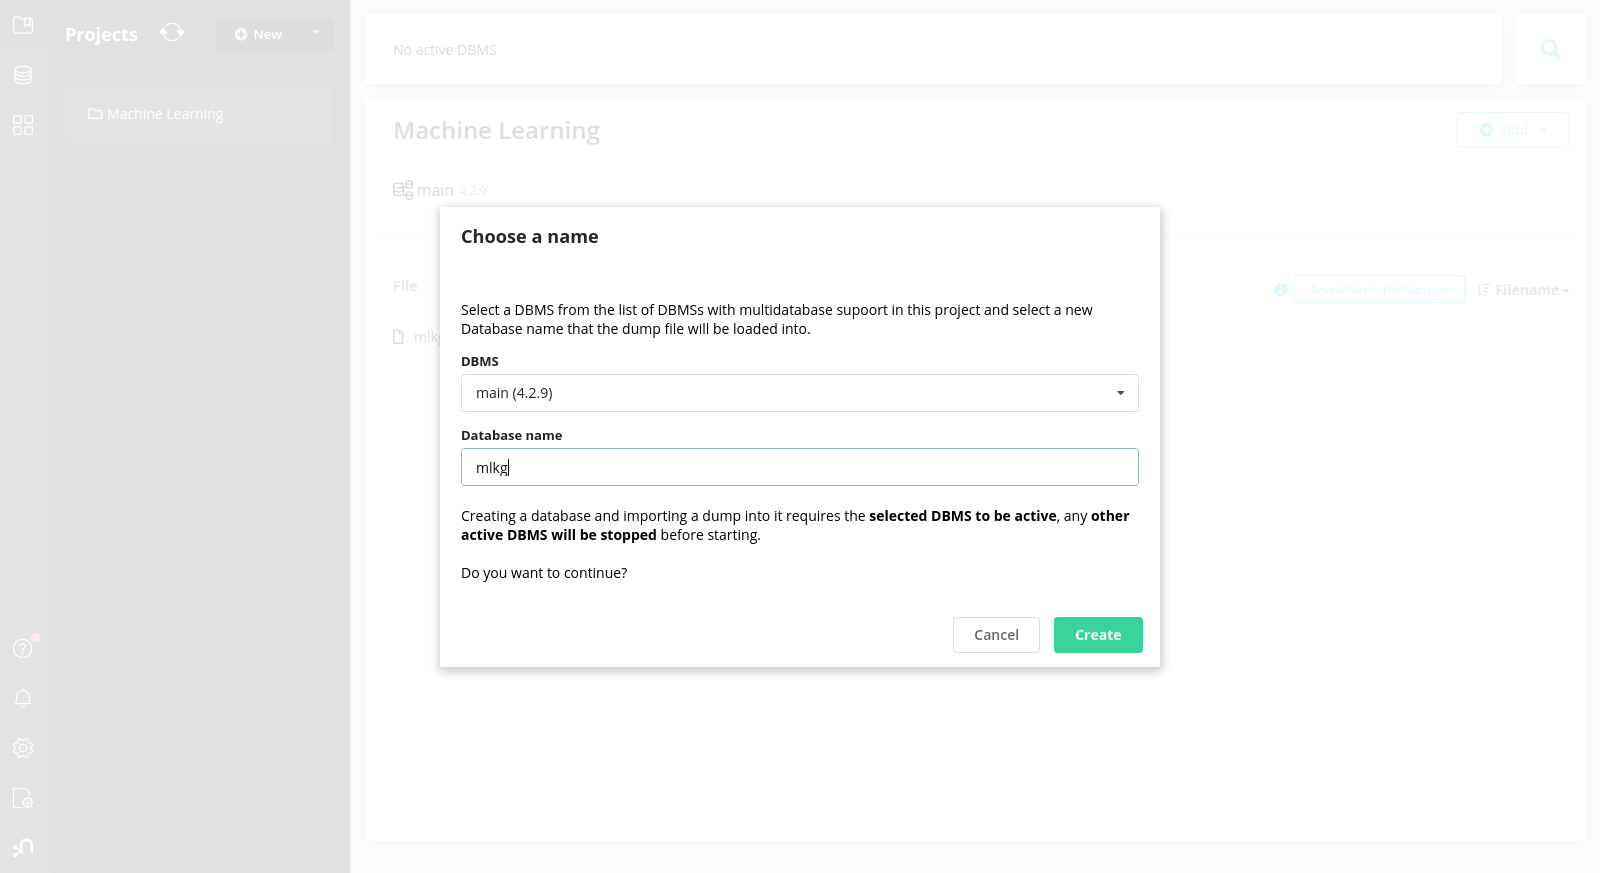 Projects
New
No active DBMS
Machine Learning
Machine Learning
Add
main 4.2.9
Choose a name
File
Reveal files in File Manager
Filename
Select a DBMS from the list of DBMSs with multidatabase supoort in this project and select a new
Database name that the dump file will be loaded into.
DBMS
main (4.2.9)
Database name
mlkg
Creating a database and importing a dump into it requires the selected DBMS to be active, any other
active DBMS will be stopped before starting.
Do you want to continue?
Cancel
Create